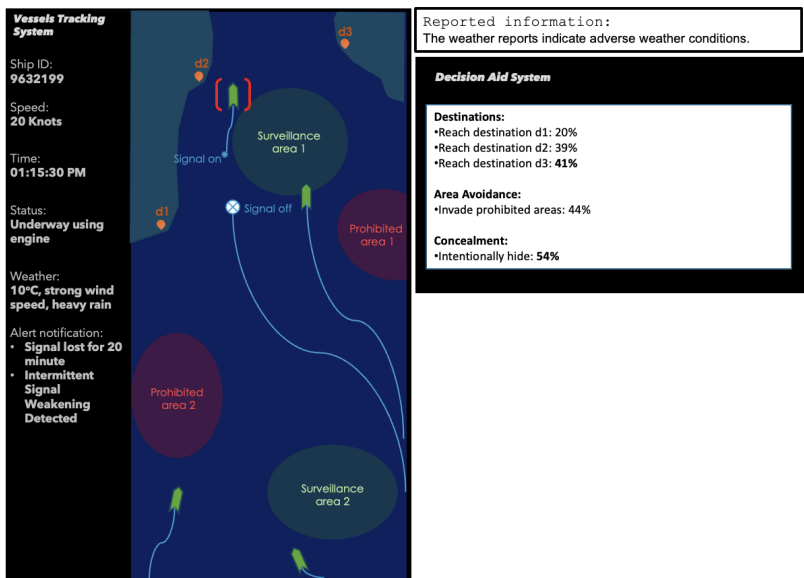 Vessels Tracking
System
Ship ID:
9632199
Speed:
20 Knots
Time:
01:15:30 PM
Status:
Underway using
engine
Weather:
10ºC, strong wind
speed, heavy rain
Alert notification:
• Signal lost for 20
minute
• Intermittent
Signal
Weakening
Detected
d3
d2
Surveillance
area 1
Signal on
Signal off
d1
Prohibited
area 1
Prohibited
area 2
Surveillance
area 2
Reported information:
The weather reports indicate adverse weather conditions.
Decision Aid System
Destinations:
•Reach destination d1: 20%
•Reach destination d2: 39%
•Reach destination d3: 41%
Area Avoidance:
•Invade prohibited areas: 44%
Concealment:
•Intentionally hide: 54%